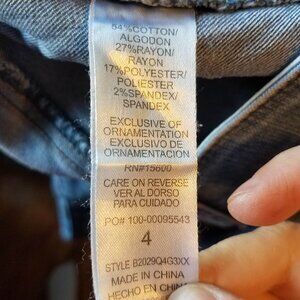 54%COTTON/
ALGODON
27%RAYON/
RAYON
17%POLYESTER/
POLIESTER
2%SPANDEX/
SPANDEX
EXCLUSIVE OF
ORNAMENTATION
EXCLUSIVO DE
ORNAMENTACION
RN#15800
CARE ON REVERSE
VER AL DORSO
PARA CUIDADO
PO# 100-00095543
4
STYLE B2029Q4G3XX
MADE IN CHINA
HECHO EN CHINA